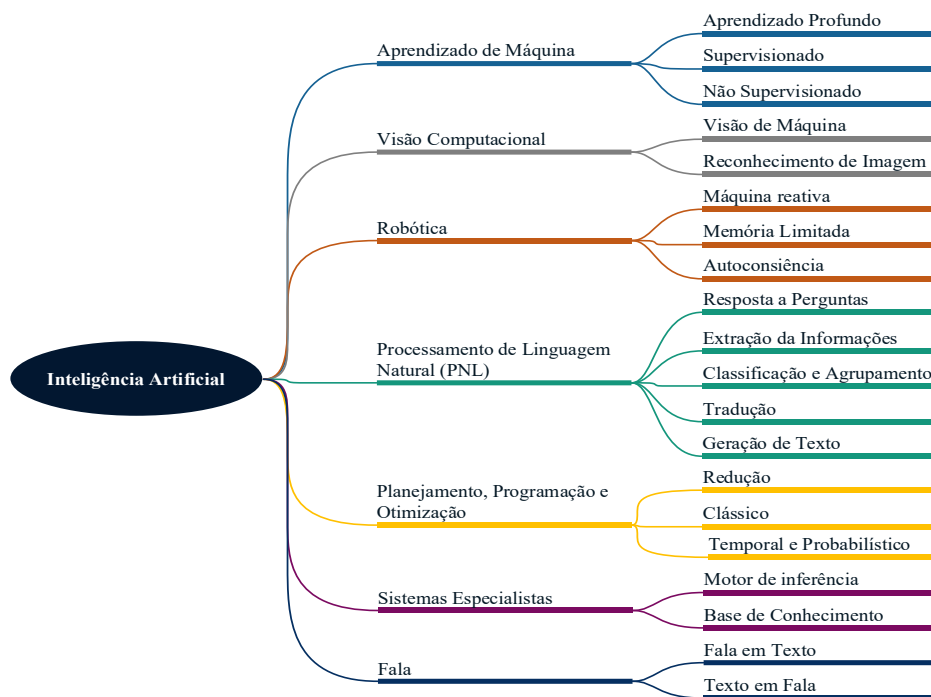 Inteligência Artificial
Aprendizado de Máquina
Aprendizado Profundo
Supervisionado
Não Supervisionado
Visão Computacional
Visão de Máquina
Reconhecimento de Imagem
Robótica
Máquina reativa
Memória Limitada
Autoconsiência
Processamento de Linguagem
Natural (PNL)
Resposta a Perguntas
Extração da Informações
Classificação e Agrupamento
Tradução
Geração de Texto
Planejamento, Programação e
Otimização
Redução
Clássico
Temporal e Probabilístico
Sistemas Especialistas
Motor de inferência
Base de Conhecimento
Fala
Fala em Texto
Texto em Fala